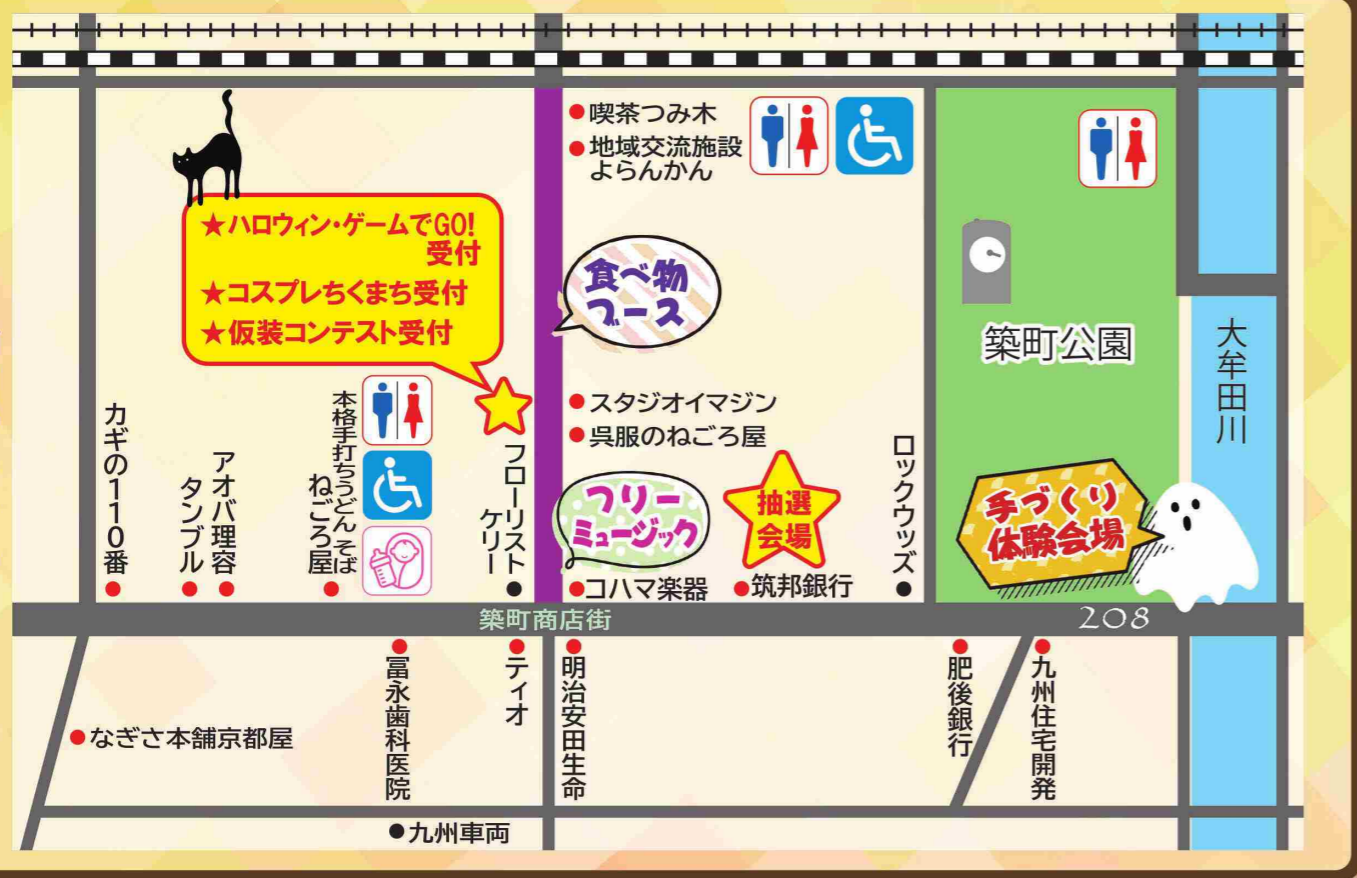 喫茶つみ木
地域交流施設
よらんかん
★ハロウィン・ゲームでGO!
受付
★コスプレちくまち受付
★仮装コンテスト受付
食べ物
ブース
築町公園
大牟田川
カギの110番
タンブル
アオバ理容
本格手打ちうどん そば
ねごろ屋
フローリスト
ケリー
スタジオイマジン
呉服のねごろ屋
フリー
ミュージック
抽選
会場
ロックウッズ
手づくり
体験会場
コハマ楽器
筑邦銀行
築町商店街
208
冨永歯科医院
ティオ
明治安田生命
肥後銀行
九州住宅開発
なぎさ本舗京都屋
九州車両